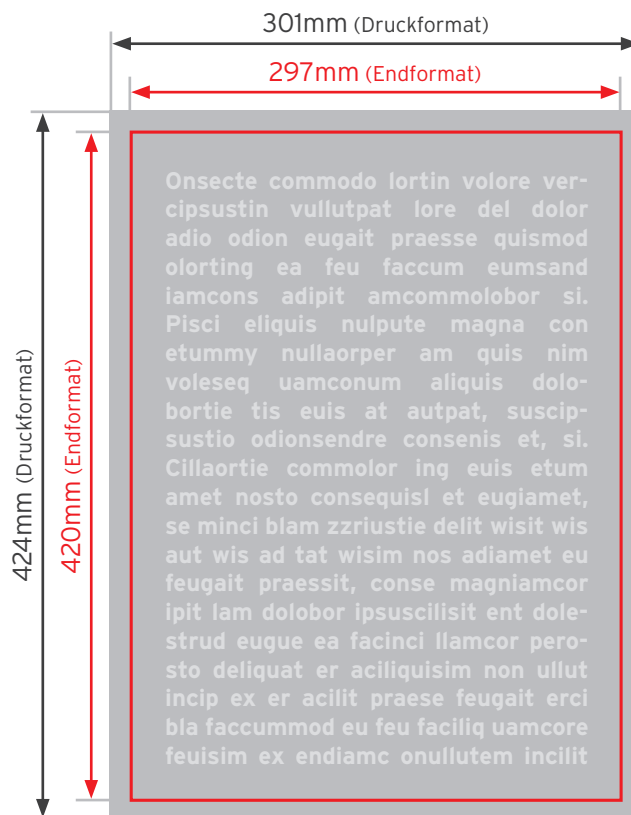 301mm (Druckformat)
297mm (Endformat)
424mm (Druckformat)
420mm (Endformat)
Onsecte commodo lortin volore ver-
cipsustin vullutpat lore del dolor
adio odion eugait praesse quismod
olorting ea feu faccum eumsand
iamcons adipit amcommolobor si.
Pisci eliquis nulpute magna con
etummy nullaorper am quis nim
voleseq uamconum aliquis dolo-
bortie tis euis at autpat, suscip-
sustio odionsendre consenis et, si.
Cillaortie commolor ing euis etum
amet nosto consequisl et eugiamet,
se minci blam zzriustie delit wisit wis
aut wis ad tat wisim nos adiamet eu
feugait praessit, conse magniamcor
ipit lam dolobor ipsuscilisit ent dole-
strud eugue ea facinci llamcor pero-
sto deliquat er aciliquisim non ullut
incip ex er acilit praese feugait erci
bla faccummod eu feu faciliq uamcore
feuisim ex endiamc onullutem incilit